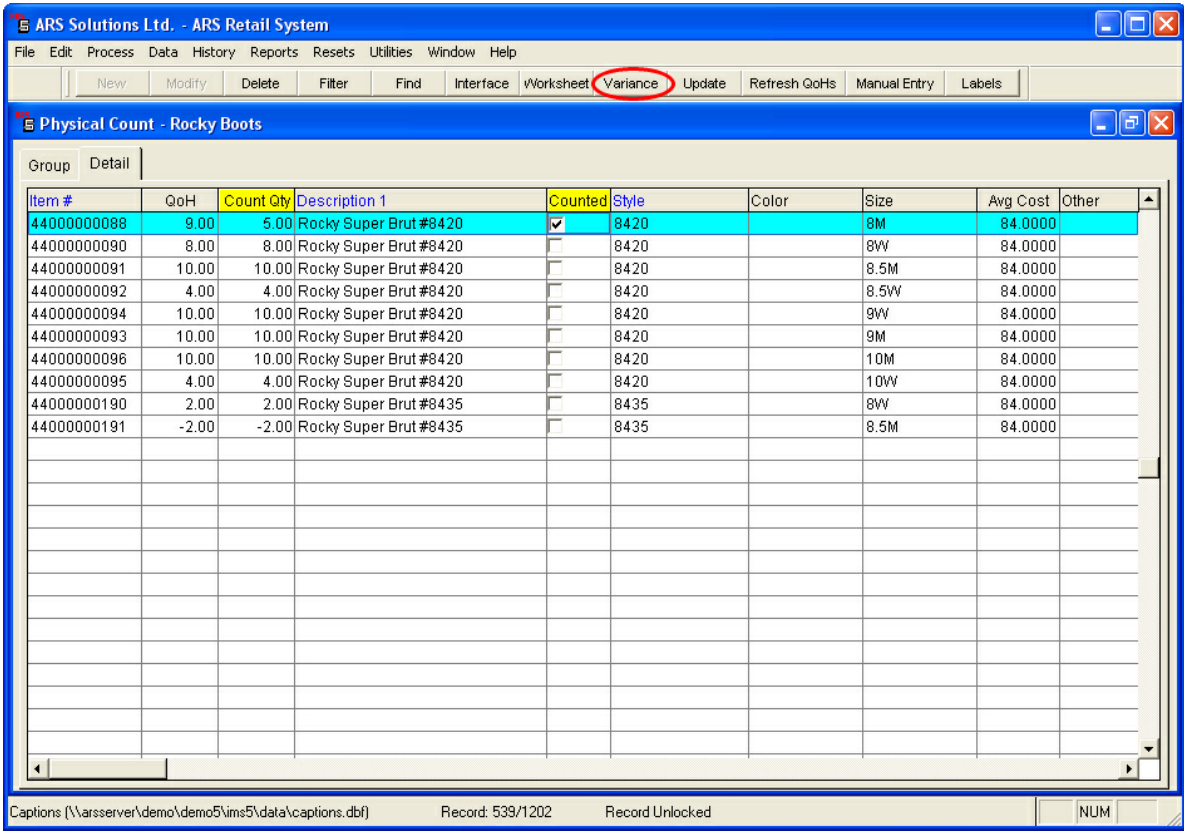 ARS Solutions Ltd. - ARS Retail System
File Edit Process Data History Reports Resets Utilities Window Help
New Modify Delete Filter Find Interface Worksheet Variance Update Refresh QoHs Manual Entry Labels
Physical Count - Rocky Boots
Group Detail
Item # QoH Count Qty Description 1 Counted Style Color Size Avg Cost Other
44000000088 9.00 5.00 Rocky Super Brut #8420 8420 8M 84.0000
44000000090 8.00 8.00 Rocky Super Brut #8420 8420 8W 84.0000
44000000091 10.00 10.00 Rocky Super Brut #8420 8420 8.5M 84.0000
44000000092 4.00 4.00 Rocky Super Brut #8420 8420 8.5W 84.0000
44000000094 10.00 10.00 Rocky Super Brut #8420 8420 9W 84.0000
44000000093 10.00 10.00 Rocky Super Brut #8420 8420 9M 84.0000
44000000096 10.00 10.00 Rocky Super Brut #8420 8420 10M 84.0000
44000000095 4.00 4.00 Rocky Super Brut #8420 8420 10W 84.0000
44000000190 2.00 2.00 Rocky Super Brut #8435 8435 8W 84.0000
44000000191 -2.00 -2.00 Rocky Super Brut #8435 8435 8.5M 84.0000
Captions (\\arsserver\demo\demo5\ims5\data\captions.dbf) Record: 539/1202 Record Unlocked NUM